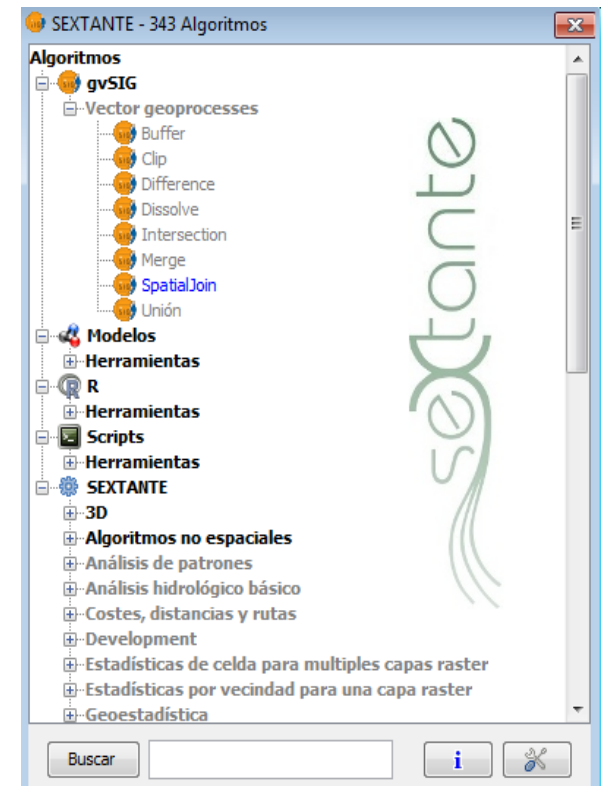 SEXTANTE - 343 Algoritmos
Algoritmos
gvSIG
Vector geoprocesses
Buffer
Clip
Difference
Dissolve
Intersection
Merge
SpatialJoin
Unión
Modelos
Herramientas
R
Herramientas
Scripts
Herramientas
SEXTANTE
3D
Algoritmos no espaciales
Análisis de patrones
Análisis hidrológico básico
Costes, distancias y rutas
Development
Estadísticas de celda para multiples capas raster
Estadísticas por vecindad para una capa raster
Geoestadística
sextante
Buscar
i